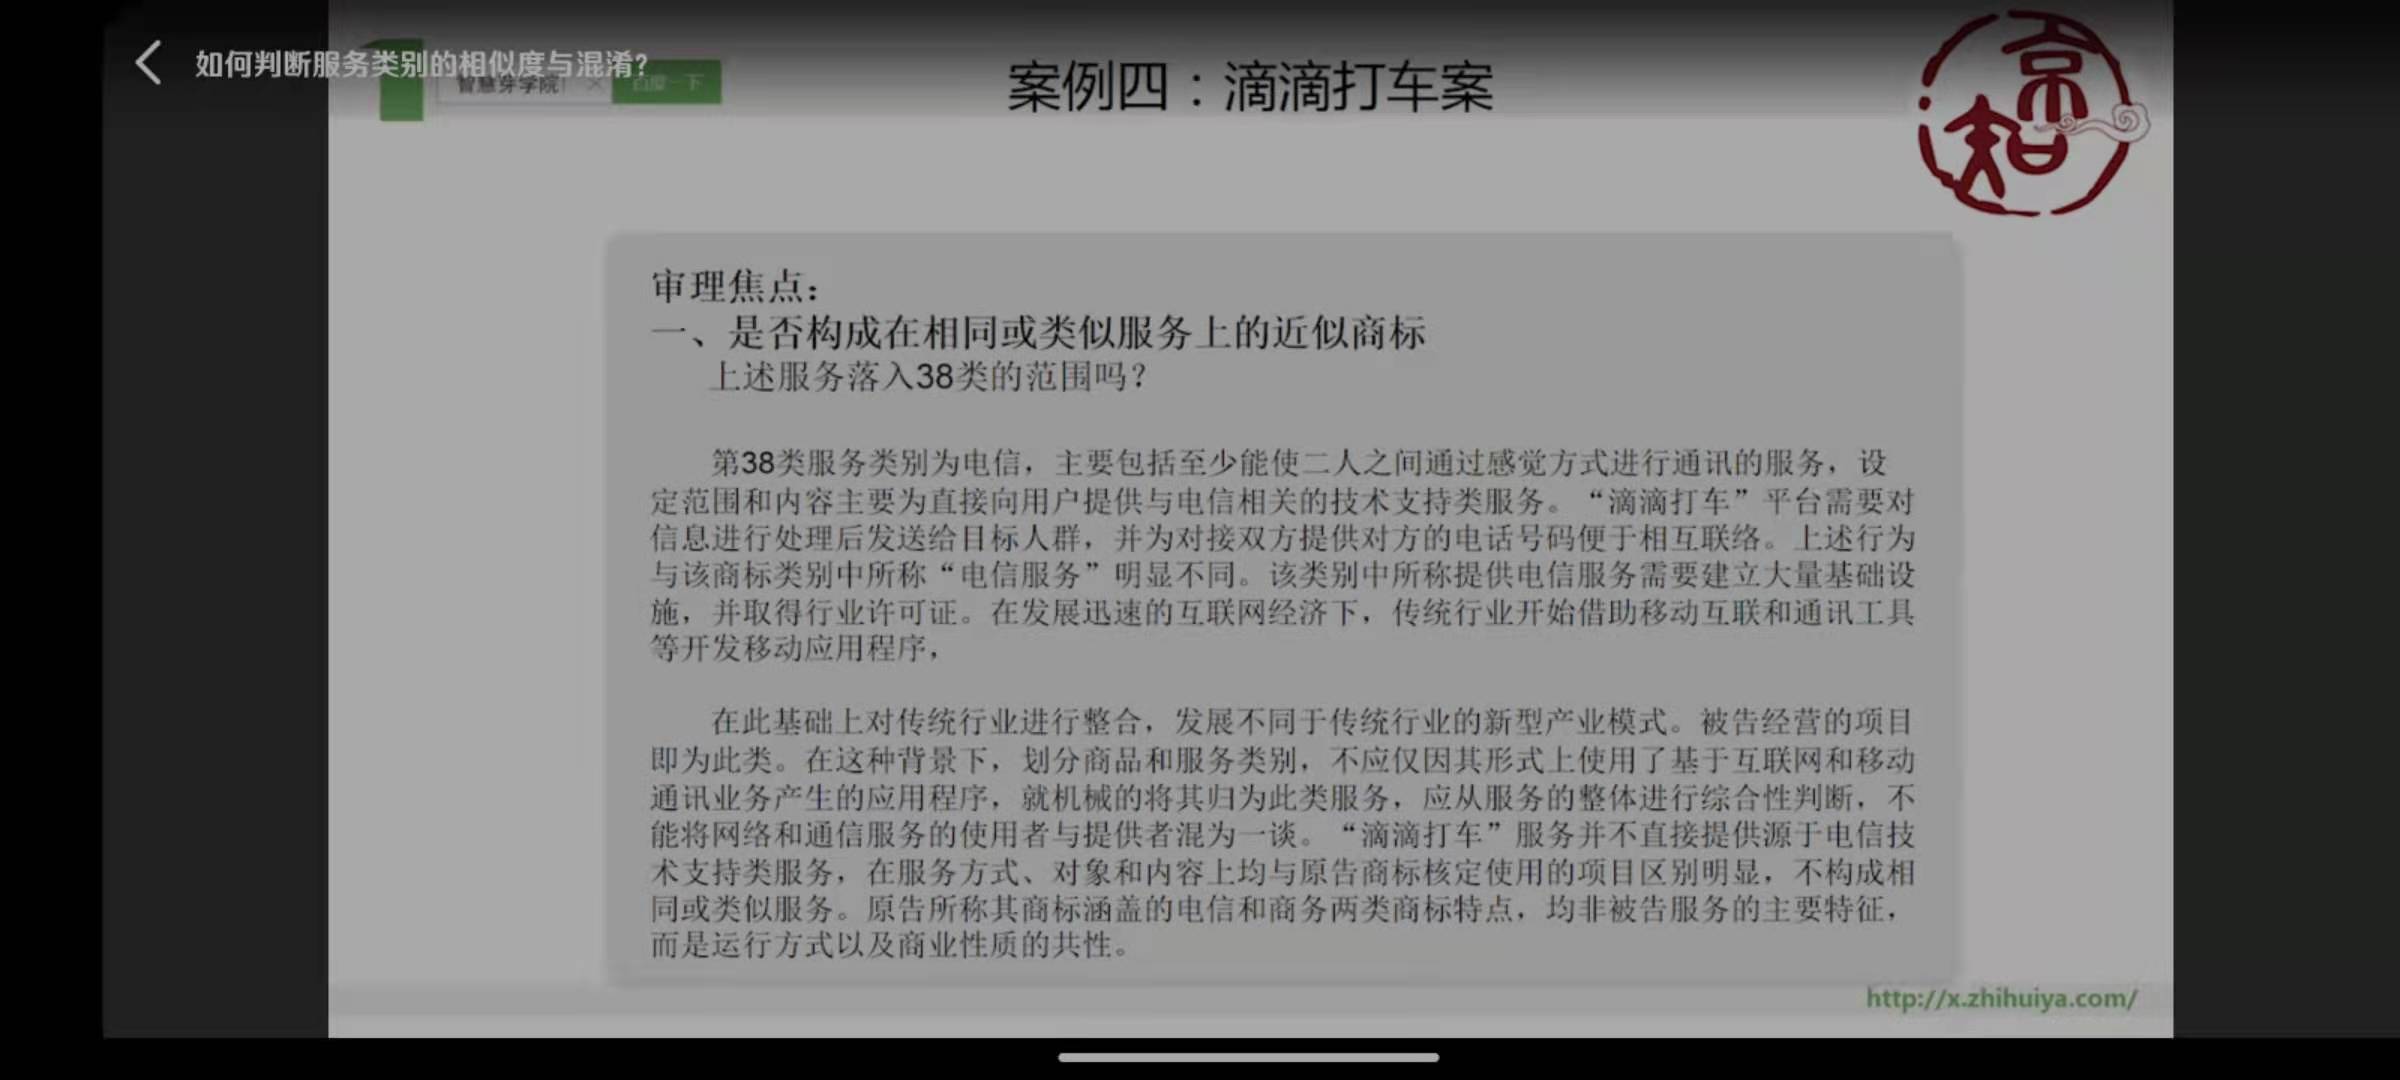 如何判断服务类别的相似度与混淆?
智慧芽学院
百度一下
案例四：滴滴打车案
京知
审理焦点：
一、是否构成在相同或类似服务上的近似商标
上述服务落入38类的范围吗？
第38类服务类别为电信，主要包括至少能使二人之间通过感觉方式进行通讯的服务，设
定范围和内容主要为直接向用户提供与电信相关的技术支持类服务。“滴滴打车”平台需要对
信息进行处理后发送给目标人群，并为对接双方提供对方的电话号码便于相互联络。上述行为
与该商标类别中所称“电信服务”明显不同。该类别中所称提供电信服务需要建立大量基础设
施，并取得行业许可证。在发展迅速的互联网经济下，传统行业开始借助移动互联和通讯工具
等开发移动应用程序，
在此基础上对传统行业进行整合，发展不同于传统行业的新型产业模式。被告经营的项目
即为此类。在这种背景下，划分商品和服务类别，不应仅因其形式上使用了基于互联网和移动
通讯业务产生的应用程序，就机械的将其归为此类服务，应从服务的整体进行综合性判断，不
能将网络和通信服务的使用者与提供者混为一谈。“滴滴打车”服务并不直接提供源于电信技
术支持类服务，在服务方式、对象和内容上均与原告商标核定使用的项目区别明显，不构成相
同或类似服务。原告所称其商标涵盖的电信和商务两类商标特点，均非被告服务的主要特征，
而是运行方式以及商业性质的共性。
http://x.zhihuiya.com/